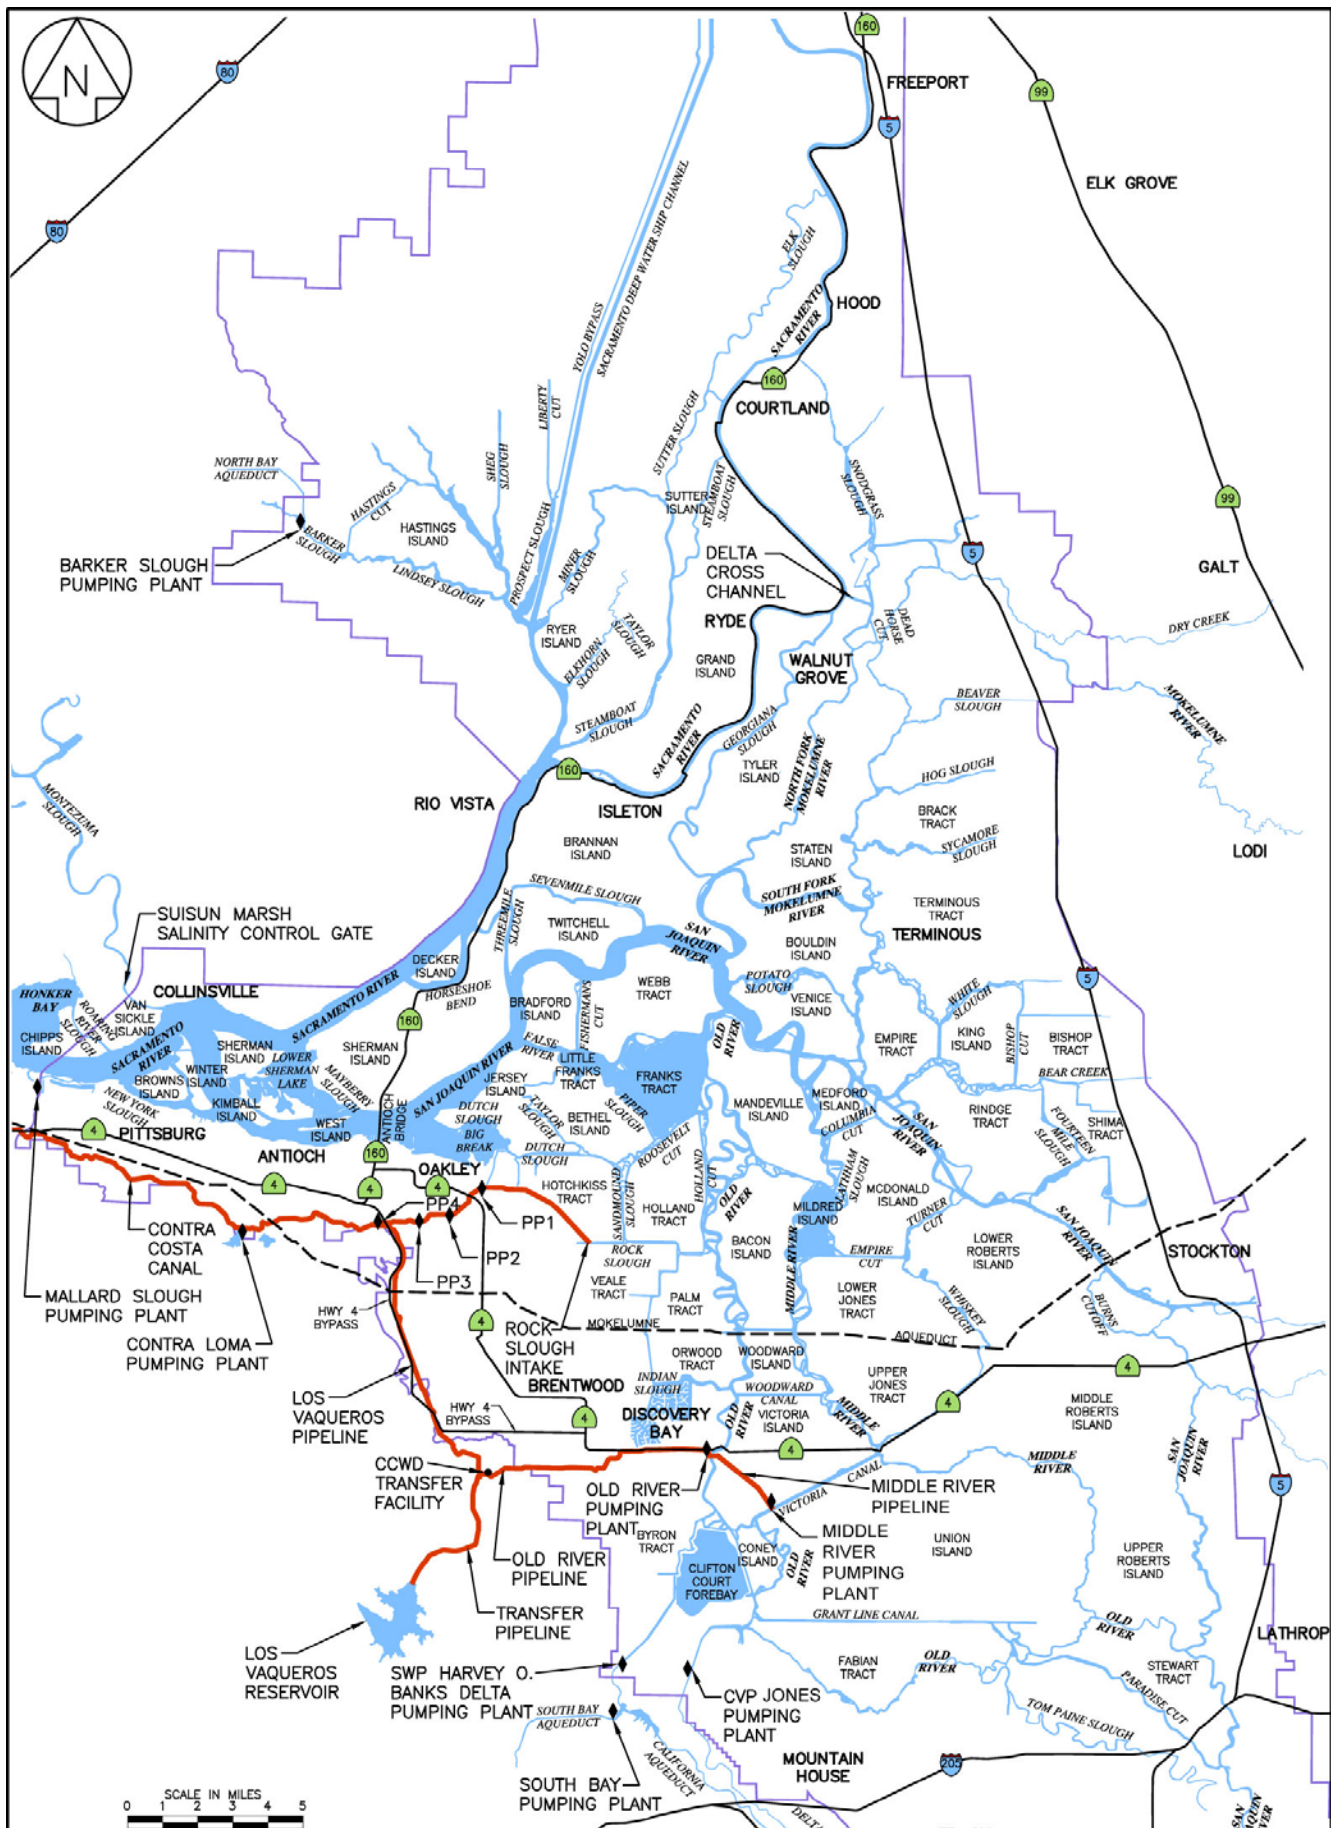 160
FREEPORT
80
99
5
N
ELK GROVE
80
YOLO BYPASS
SACRAMENTO DEEP WATER SHIP CHANNEL
ELK
SLOUGH
HOOD
SACRAMENTO
RIVER
160
COURTLAND
LIBERTY
CUT
SHEG
SLOUGH
SUTTER SLOUGH
STEAMBOAT
SLOUGH
SNODGRASS
SLOUGH
NORTH BAY
AQUEDUCT
HASTINGS
CUT
SUTTER
ISLAND
99
HASTINGS
ISLAND
BARKER
SLOUGH
BARKER SLOUGH
PUMPING PLANT
LINDSEY SLOUGH
PROSPECT SLOUGH
MINER
SLOUGH
DELTA
CROSS
CHANNEL
5
GALT
RYER
ISLAND
TAYLOR
SLOUGH
ELKHORN
SLOUGH
RYDE
DEAD
HORSE
CUT
DRY CREEK
GRAND
ISLAND
WALNUT
GROVE
BEAVER
SLOUGH
MOKELUMNE
RIVER
STEAMBOAT
SLOUGH
SACRAMENTO
RIVER
GEORGIANA
SLOUGH
TYLER
ISLAND
NORTH FORK
MOKELUMNE
RIVER
HOG SLOUGH
160
MONTEZUMA
SLOUGH
RIO VISTA
ISLETON
BRACK
TRACT
BRANNAN
ISLAND
STATEN
ISLAND
SYCAMORE
SLOUGH
LODI
SEVENMILE SLOUGH
SOUTH FORK
MOKELUMNE
RIVER
TERMINOUS
TRACT
SUISUN MARSH
SALINITY CONTROL GATE
THREEMILE
SLOUGH
TWITCHELL
ISLAND
SAN
JOAQUIN
RIVER
BOULDIN
ISLAND
TERMINOUS
DECKER
ISLAND
HORSESHOE
BEND
WEBB
TRACT
POTATO
SLOUGH
5
HONKER
BAY
COLLINSVILLE
SACRAMENTO RIVER
BRADFORD
ISLAND
FISHERMANS
CUT
VENICE
ISLAND
WHITE
SLOUGH
ROARING
RIVER
SLOUGH
VAN
SICKLE
ISLAND
160
CHIPPS
ISLAND
SACRAMENTO
RIVER
SHERMAN
ISLAND
LOWER
SHERMAN
LAKE
SHERMAN
ISLAND
FALSE
RIVER
OLD
RIVER
EMPIRE
TRACT
KING
ISLAND
BISHOP
CUT
BISHOP
TRACT
BEAR CREEK
BROWNS
ISLAND
WINTER
ISLAND
MAYBERRY
SLOUGH
SAN JOAQUIN RIVER
LITTLE
FRANKS
TRACT
FRANKS
TRACT
JERSEY
ISLAND
NEW YORK
SLOUGH
KIMBALL
ISLAND
WEST
ISLAND
ANTIOCH
BRIDGE
DUTCH
SLOUGH
BIG
BREAK
TAYLOR
SLOUGH
BETHEL
ISLAND
PIPER
SLOUGH
MANDEVILLE
ISLAND
MEDFORD
ISLAND
COLUMBIA
CUT
SAN
JOAQUIN
RIVER
RINDGE
TRACT
FOURTEEN
MILE
SLOUGH
SHIMA
TRACT
4
PITTSBURG
ANTIOCH
160
DUTCH
SLOUGH
ROOSEVELT
CUT
HOLLAND
CUT
LATHHAM
SLOUGH
OAKLEY
4
4
4
HOTCHKISS
TRACT
SANDMOUND
SLOUGH
HOLLAND
TRACT
OLD
RIVER
MILDRED
ISLAND
MCDONALD
ISLAND
TURNER
CUT
PP4
PP1
CONTRA
COSTA
CANAL
PP2
PP3
ROCK
SLOUGH
BACON
ISLAND
MIDDLE RIVER
EMPIRE
CUT
LOWER
ROBERTS
ISLAND
SAN JOAQUIN
RIVER
STOCKTON
MALLARD SLOUGH
PUMPING PLANT
HWY 4
BYPASS
VEALE
TRACT
PALM
TRACT
LOWER
JONES
TRACT
WHISKEY
SLOUGH
BURNS
CUTOFF
CONTRA LOMA
PUMPING PLANT
4
ROCK
SLOUGH
INTAKE
MOKELUMNE
AQUEDUCT
ORWOOD
TRACT
WOODWARD
ISLAND
4
BRENTWOOD
INDIAN
SLOUGH
WOODWARD
CANAL
UPPER
JONES
TRACT
4
MIDDLE
ROBERTS
ISLAND
LOS
VAQUEROS
PIPELINE
HWY 4
BYPASS
4
DISCOVERY
BAY
OLD
RIVER
VICTORIA
ISLAND
MIDDLE
RIVER
4
SAN
JOAQUIN
RIVER
CCWD
TRANSFER
FACILITY
OLD RIVER
PUMPING
PLANT
VICTORIA
CANAL
MIDDLE RIVER
PIPELINE
MIDDLE
RIVER
5
BYRON
TRACT
CONEY
ISLAND
OLD
RIVER
MIDDLE
RIVER
PUMPING
PLANT
UNION
ISLAND
UPPER
ROBERTS
ISLAND
OLD RIVER
PIPELINE
CLIFTON
COURT
FOREBAY
TRANSFER
PIPELINE
GRANT LINE CANAL
OLD
RIVER
LATHROP
LOS
VAQUEROS
RESERVOIR
SWP HARVEY O.
BANKS DELTA
PUMPING PLANT
FABIAN
TRACT
OLD
RIVER
STEWART
TRACT
PARADISE CUT
CVP JONES
PUMPING
PLANT
TOM PAINE SLOUGH
SOUTH BAY
AQUEDUCT
CALIFORNIA
AQUEDUCT
MOUNTAIN
HOUSE
205
SOUTH BAY
PUMPING PLANT
SCALE IN MILES
0 1 2 3 4 5
DELTA
SAN
JOAQUIN
RIVER